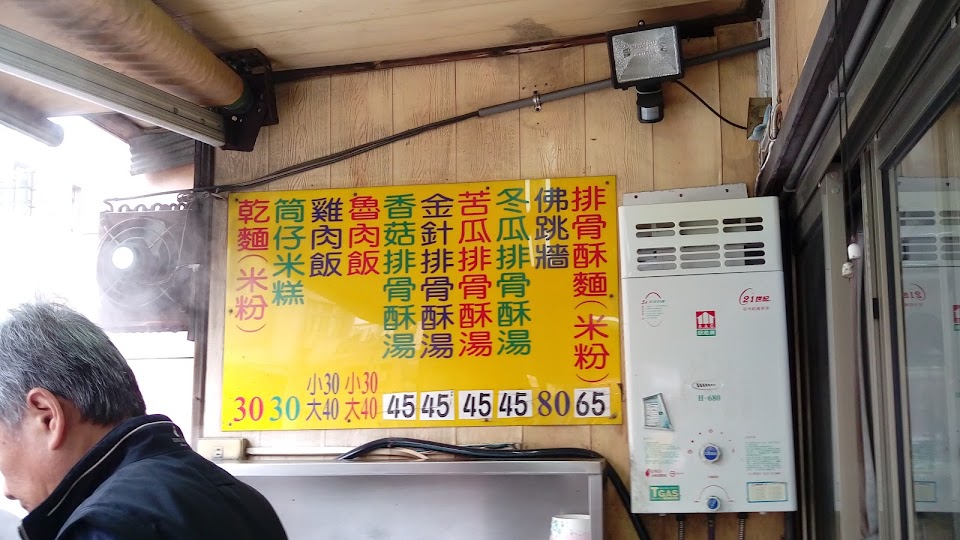 排骨酥麵(米粉) 65
佛跳牆 80
冬瓜排骨酥湯 45
苦瓜排骨酥湯 45
金針排骨酥湯 45
香菇排骨酥湯 45
魯肉飯 小30 大40
雞肉飯 小30 大40
筒仔米糕 30
乾麵(米粉) 30
21世紀
H-680
TGAS